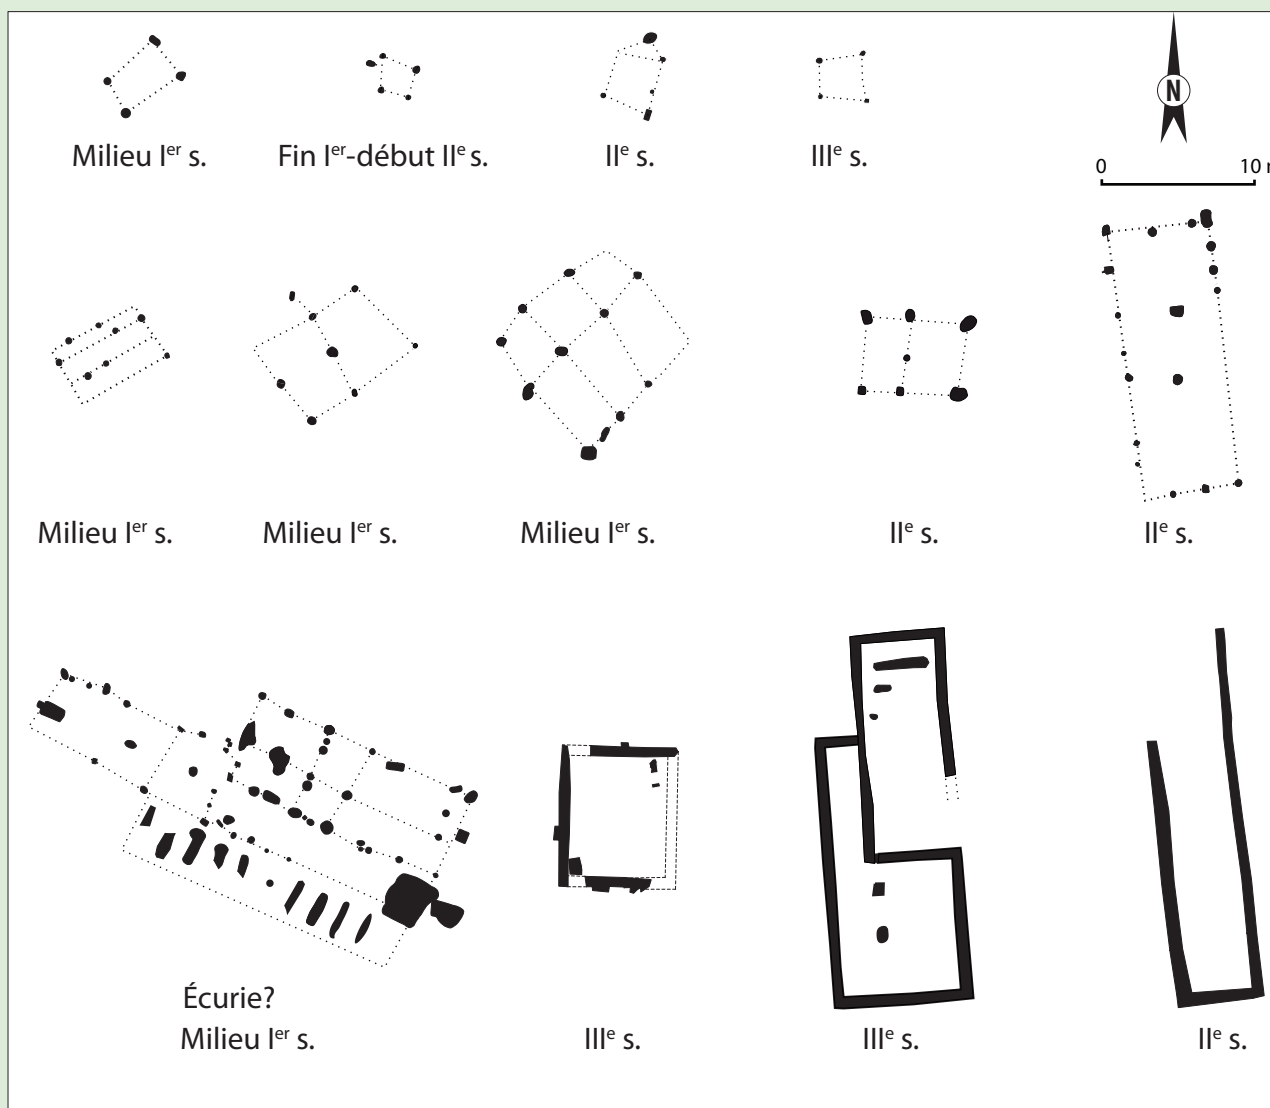 N
0 10
Milieu Iᵉʳ s. Fin Iᵉʳ-début IIᵉ s. IIᵉ s. IIIᵉ s.
Milieu Iᵉʳ s. Milieu Iᵉʳ s. Milieu Iᵉʳ s. IIᵉ s. IIᵉ s.
Écurie?
Milieu Iᵉʳ s. IIIᵉ s. IIIᵉ s. IIᵉ s.